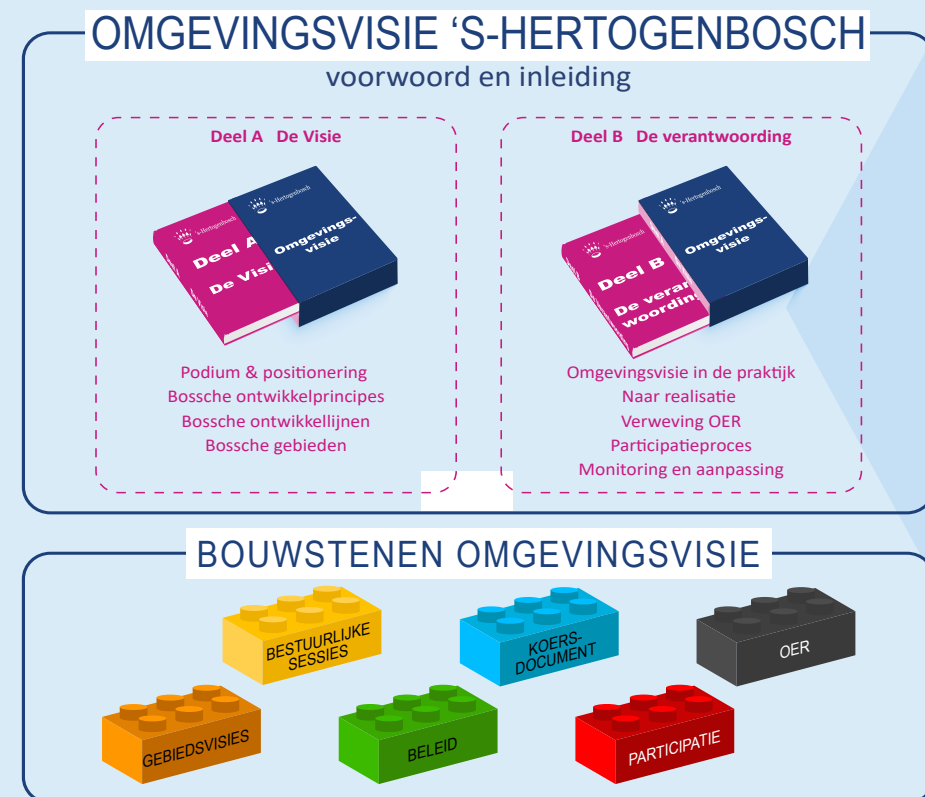 OMGEVINGSVISIE ‘S-HERTOGENBOSCH
voorwoord en inleiding
Deel A De Visie
's-Hertogenbosch
Deel A
De Visi
's-Hertogenbosch
Omgevings-
visie
Podium & positionering
Bossche ontwikkelprincipes
Bossche ontwikkellijnen
Bossche gebieden
Deel B De verantwoording
's-Hertogenbosch
Deel B
De veran
woording
's-Hertogenbosch
Omgevings-
visie
Omgevingsvisie in de praktijk
Naar realisatie
Verweving OER
Participatieproces
Monitoring en aanpassing
BOUWSTENEN OMGEVINGSVISIE
BESTUURLIJKE
SESSIES
KOERS-
DOCUMENT
OER
GEBIEDSVISIES
BELEID
PARTICIPATIE